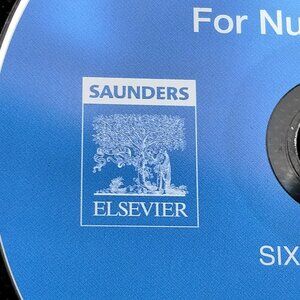 For Nu
SAUNDERS
ELSEVIER
SIX